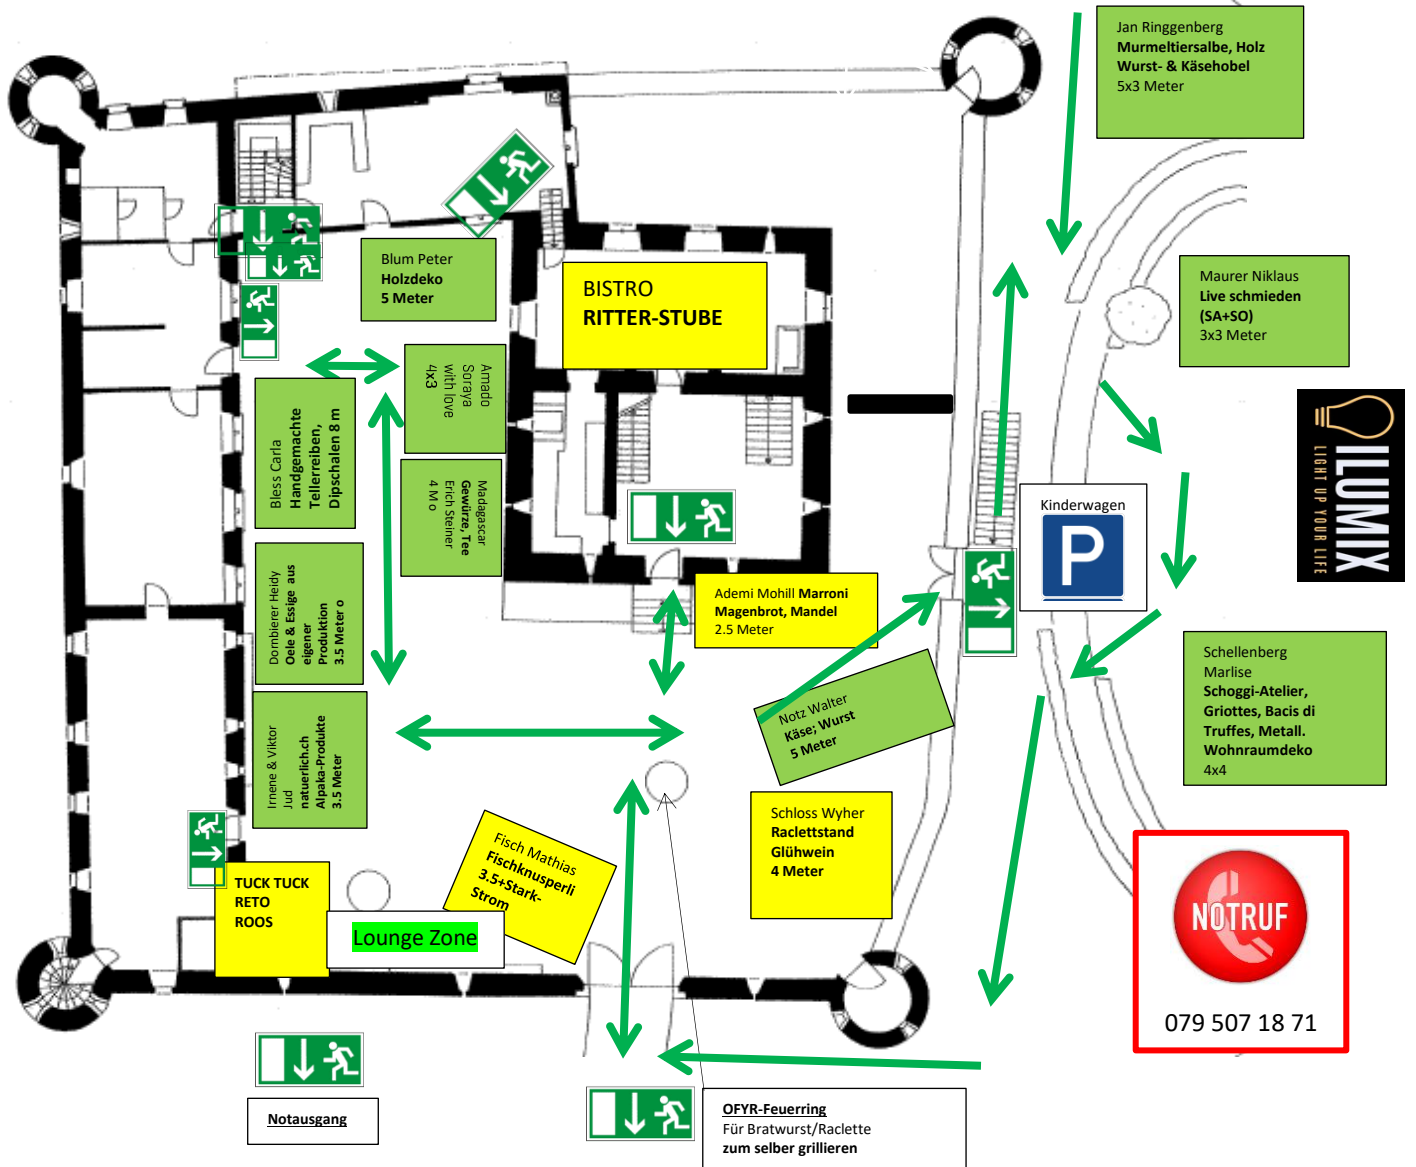 Jan Ringgenberg
Murmeltiersalbe, Holz
Wurst- & Käsehobel
5x3 Meter
Blum Peter
Holzdeko
5 Meter
BISTRO
RITTER-STUBE
Maurer Niklaus
Live schmieden
(SA+SO)
3x3 Meter
Amado
Soraya
with love
4x3
Bless Carla
Handgemachte
Tellerreiben,
Dipschalen 8 m
Madagascar
Gewürze, Tee
Erich Steiner
4 M o
Kinderwagen
P
ILUMIX
LIGHT UP YOUR LIFE
Dombierer Heidy
Oele & Essige aus
eigener
Produktion
3.5 Meter o
Ademi Mohill Marroni
Magenbrot, Mandel
2.5 Meter
Schellenberg
Marlise
Schoggi-Atelier,
Griottes, Bacis di
Truffes, Metall.
Wohnraumdeko
4x4
Notz Walter
Käse; Wurst
5 Meter
Irnene & Viktor
Jud
natuerlich.ch
Alpaka-Produkte
3.5 Meter
Schloss Wyher
Raclettstand
Glühwein
4 Meter
Fisch Mathias
Fischknusperli
3.5+Stark-
Strom
TUCK TUCK
RETO
ROOS
Lounge Zone
NOTRUF
079 507 18 71
Notausgang
OFYR-Feuerring
Für Bratwurst/Raclette
zum selber grillieren